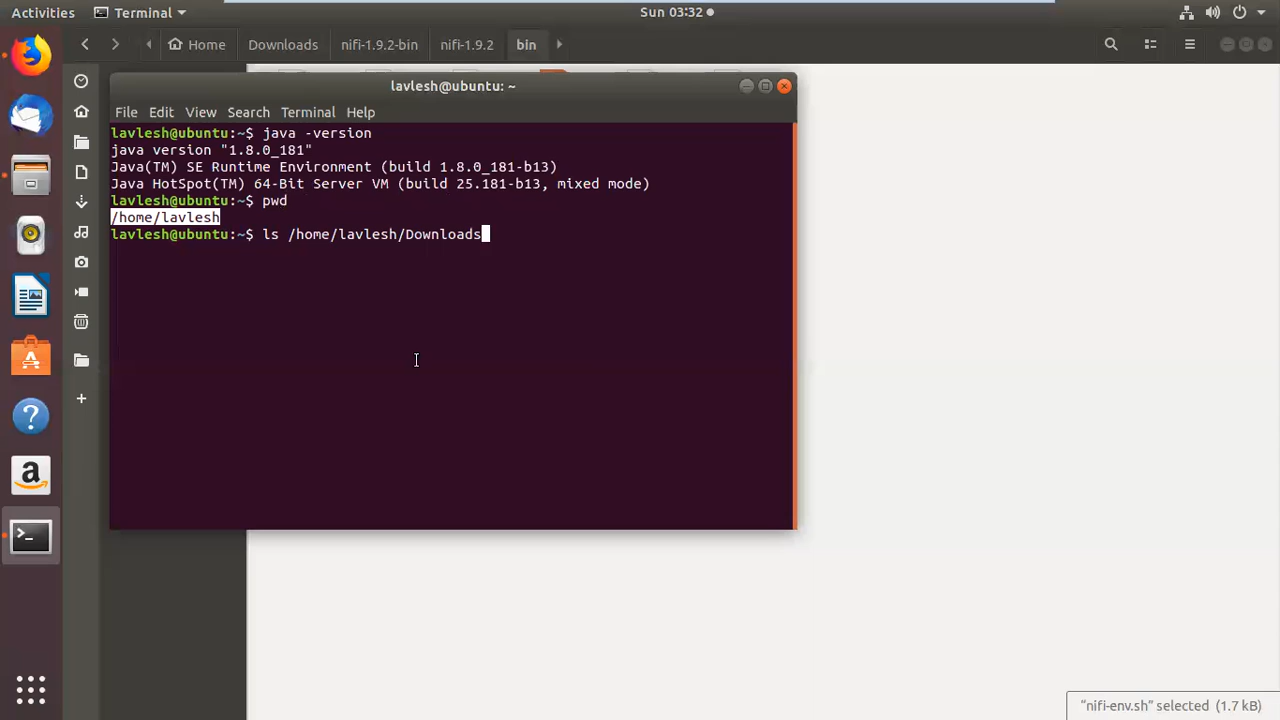 Activities
Terminal
Sun 03:32
Home
Downloads
nifi-1.9.2-bin
nifi-1.9.2
bin
lavlesh@ubuntu: ~
File Edit View Search Terminal Help
lavlesh@ubuntu:~$ java -version
java version "1.8.0_181"
Java(TM) SE Runtime Environment (build 1.8.0_181-b13)
Java HotSpot(TM) 64-Bit Server VM (build 25.181-b13, mixed mode)
lavlesh@ubuntu:~$ pwd
/home/lavlesh
lavlesh@ubuntu:~$ ls /home/lavlesh/Downloads
"nifi-env.sh" selected (1.7 kB)